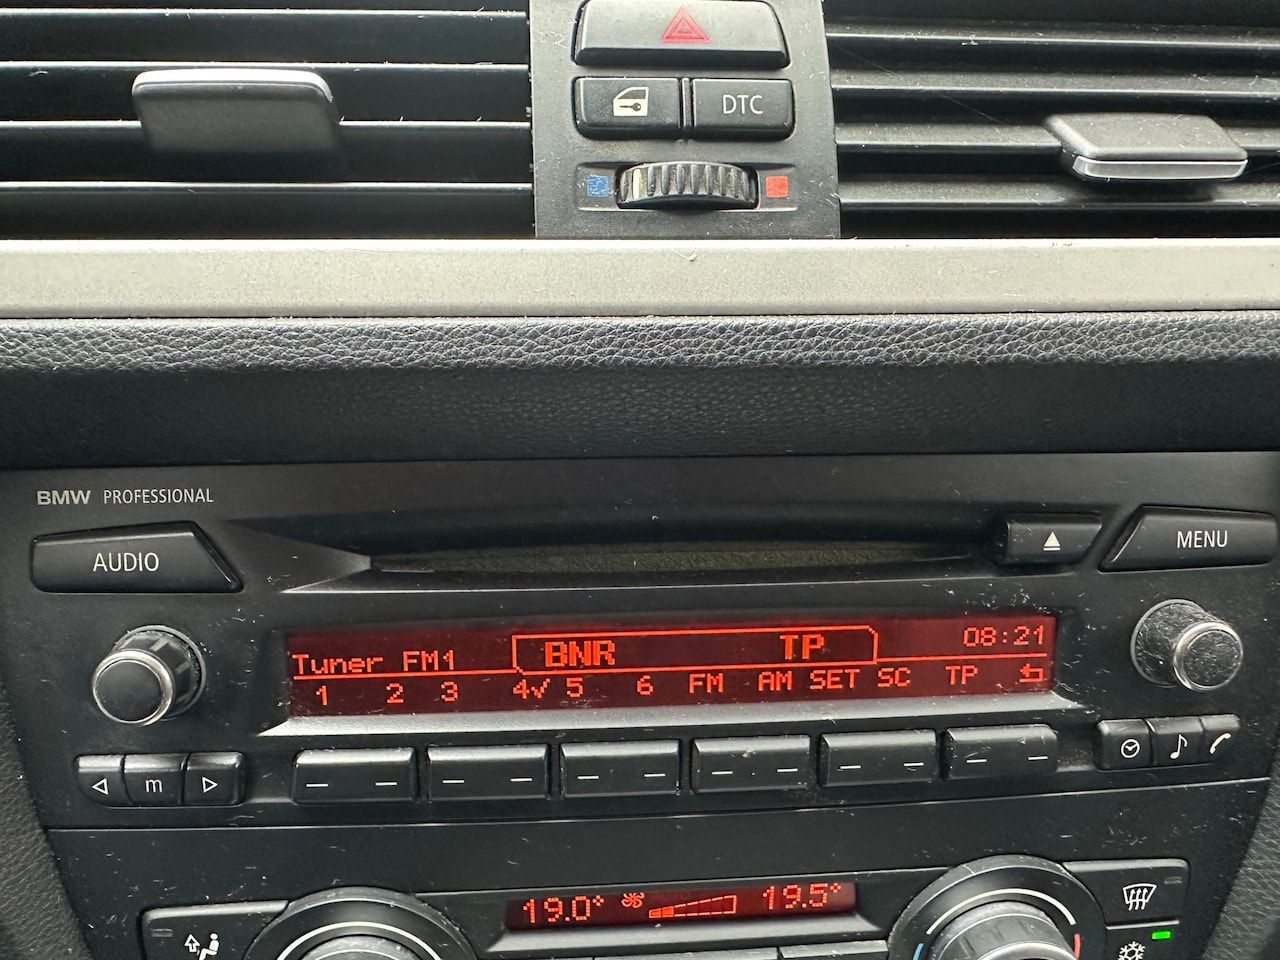 DTC
BMW PROFESSIONAL
AUDIO
MENU
Tuner FM1 BNR TP 08:21
1 2 3 4✓ 5 6 FM AM SET SC TP
m
19.0° 19.5°